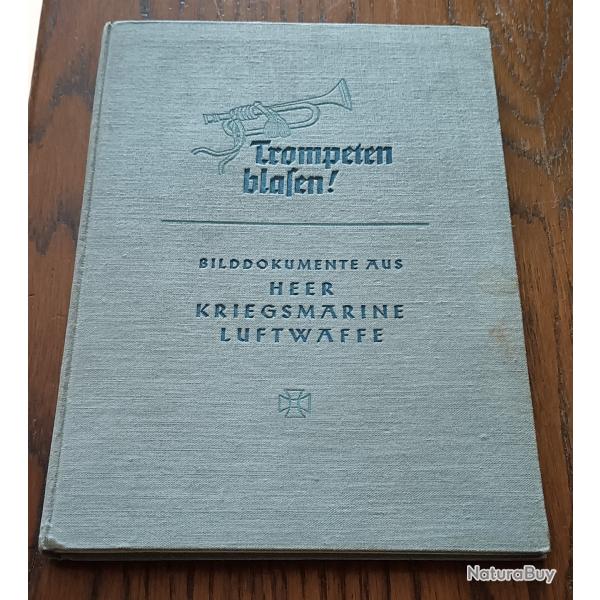 Trompeten
blaſen!
BILDDOKUMENTE AUS
HEER
KRIEGSMARINE
LUFTWAFFE
NaturaBuy